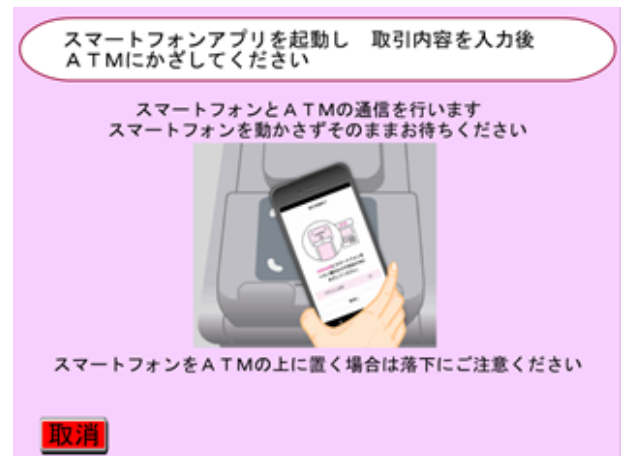 スマートフォンアプリを起動し　取引内容を入力後
ＡＴＭにかざしてください
スマートフォンとＡＴＭの通信を行います
スマートフォンを動かさずそのままお待ちください
スマートフォンをＡＴＭの上に置く場合は落下にご注意ください
取消